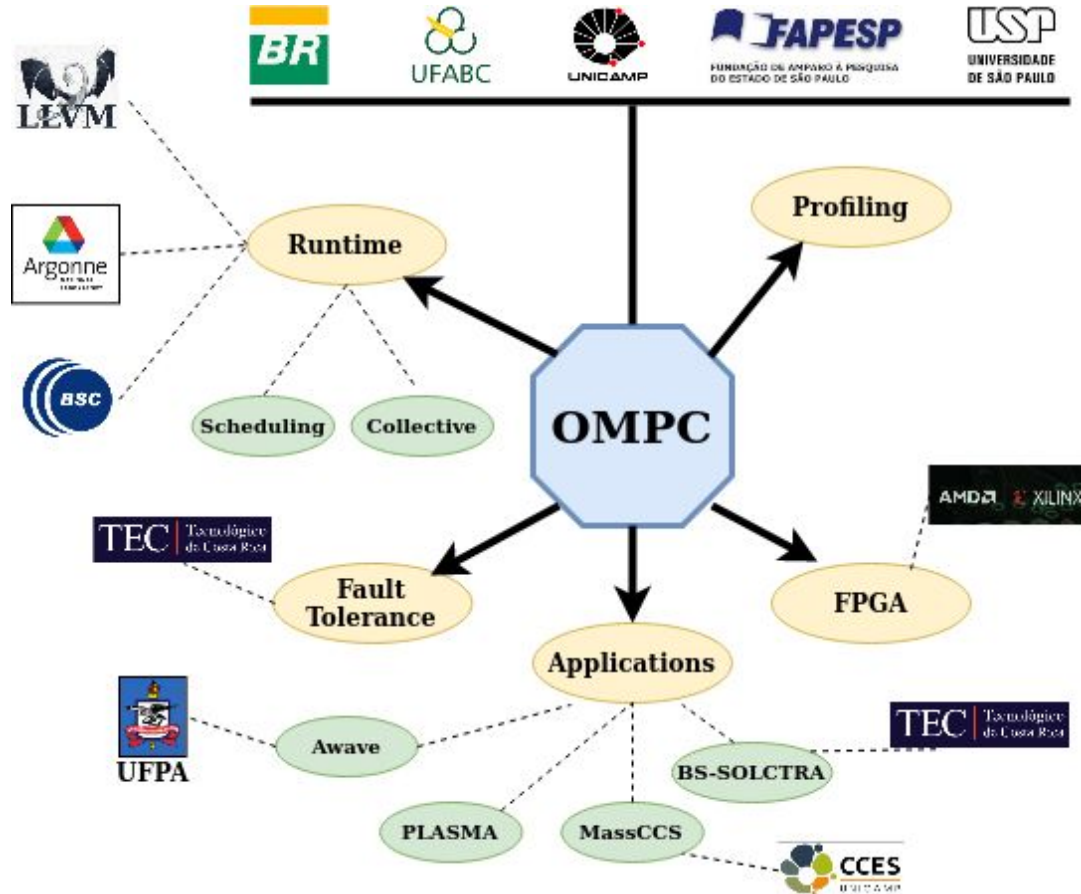 BR
UFABC
UNICAMP
FAPESP
FUNDAÇÃO DE AMPARO À PESQUISA
DO ESTADO DE SÃO PAULO
USP
UNIVERSIDADE
DE SÃO PAULO
LLVM
Profiling
Runtime
Argonne
NATIONAL
LABORATORY
BSC
Scheduling
Collective
OMPC
AMD XILINX
TEC Tecnológico
de Costa Rica
Fault
Tolerance
FPGA
Applications
UFPA
Awave
TEC Tecnológico
de Costa Rica
BS-SOLCTRA
PLASMA
MassCCS
CCES
UNICAMP